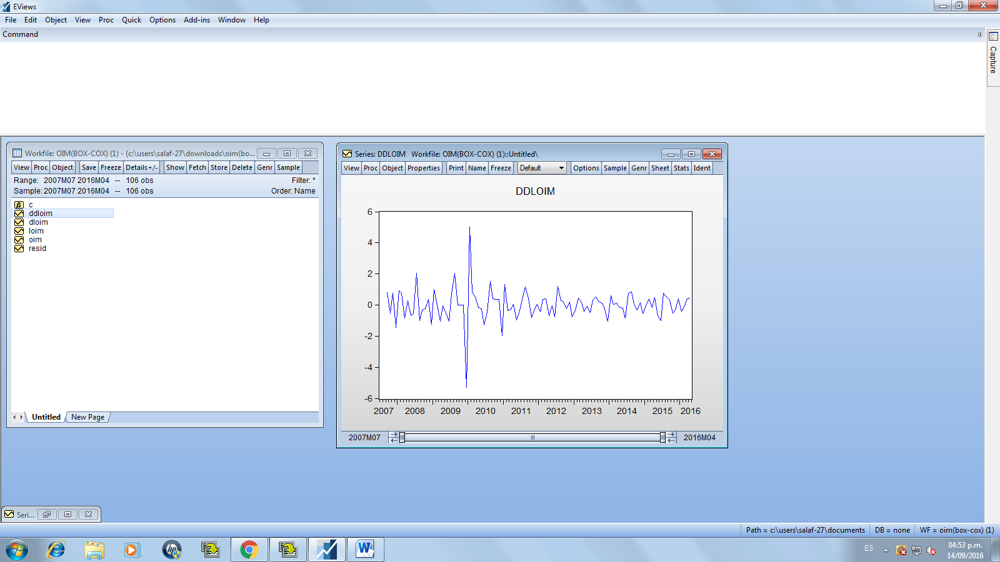 EViews
File Edit Object View Proc Quick Options Add-ins Window Help
Command
Capture
Workfile: OIM(BOX-COX) (1) - (c:\users\salaf-27\downloads\oim(bo...
View Proc Object Save Freeze Details+/- Show Fetch Store Delete Genr Sample
Range: 2007M07 2016M04 -- 106 obs Filter: *
Sample: 2007M07 2016M04 -- 106 obs Order: Name
β c
ddloim
dloim
loim
oim
resid
Untitled New Page
Series: DDLOIM Workfile: OIM(BOX-COX) (1)::Untitled\
View Proc Object Properties Print Name Freeze Default Options Sample Genr Sheet Stats Ident
DDLOIM
6
4
2
0
-2
-4
-6
2007 2008 2009 2010 2011 2012 2013 2014 2015 2016
2007M07 2016M04
Seri...
Path = c:\users\salaf-27\documents DB = none WF = oim(box-cox) (1)
hp
W
ES
04:53 p.m.
14/09/2016